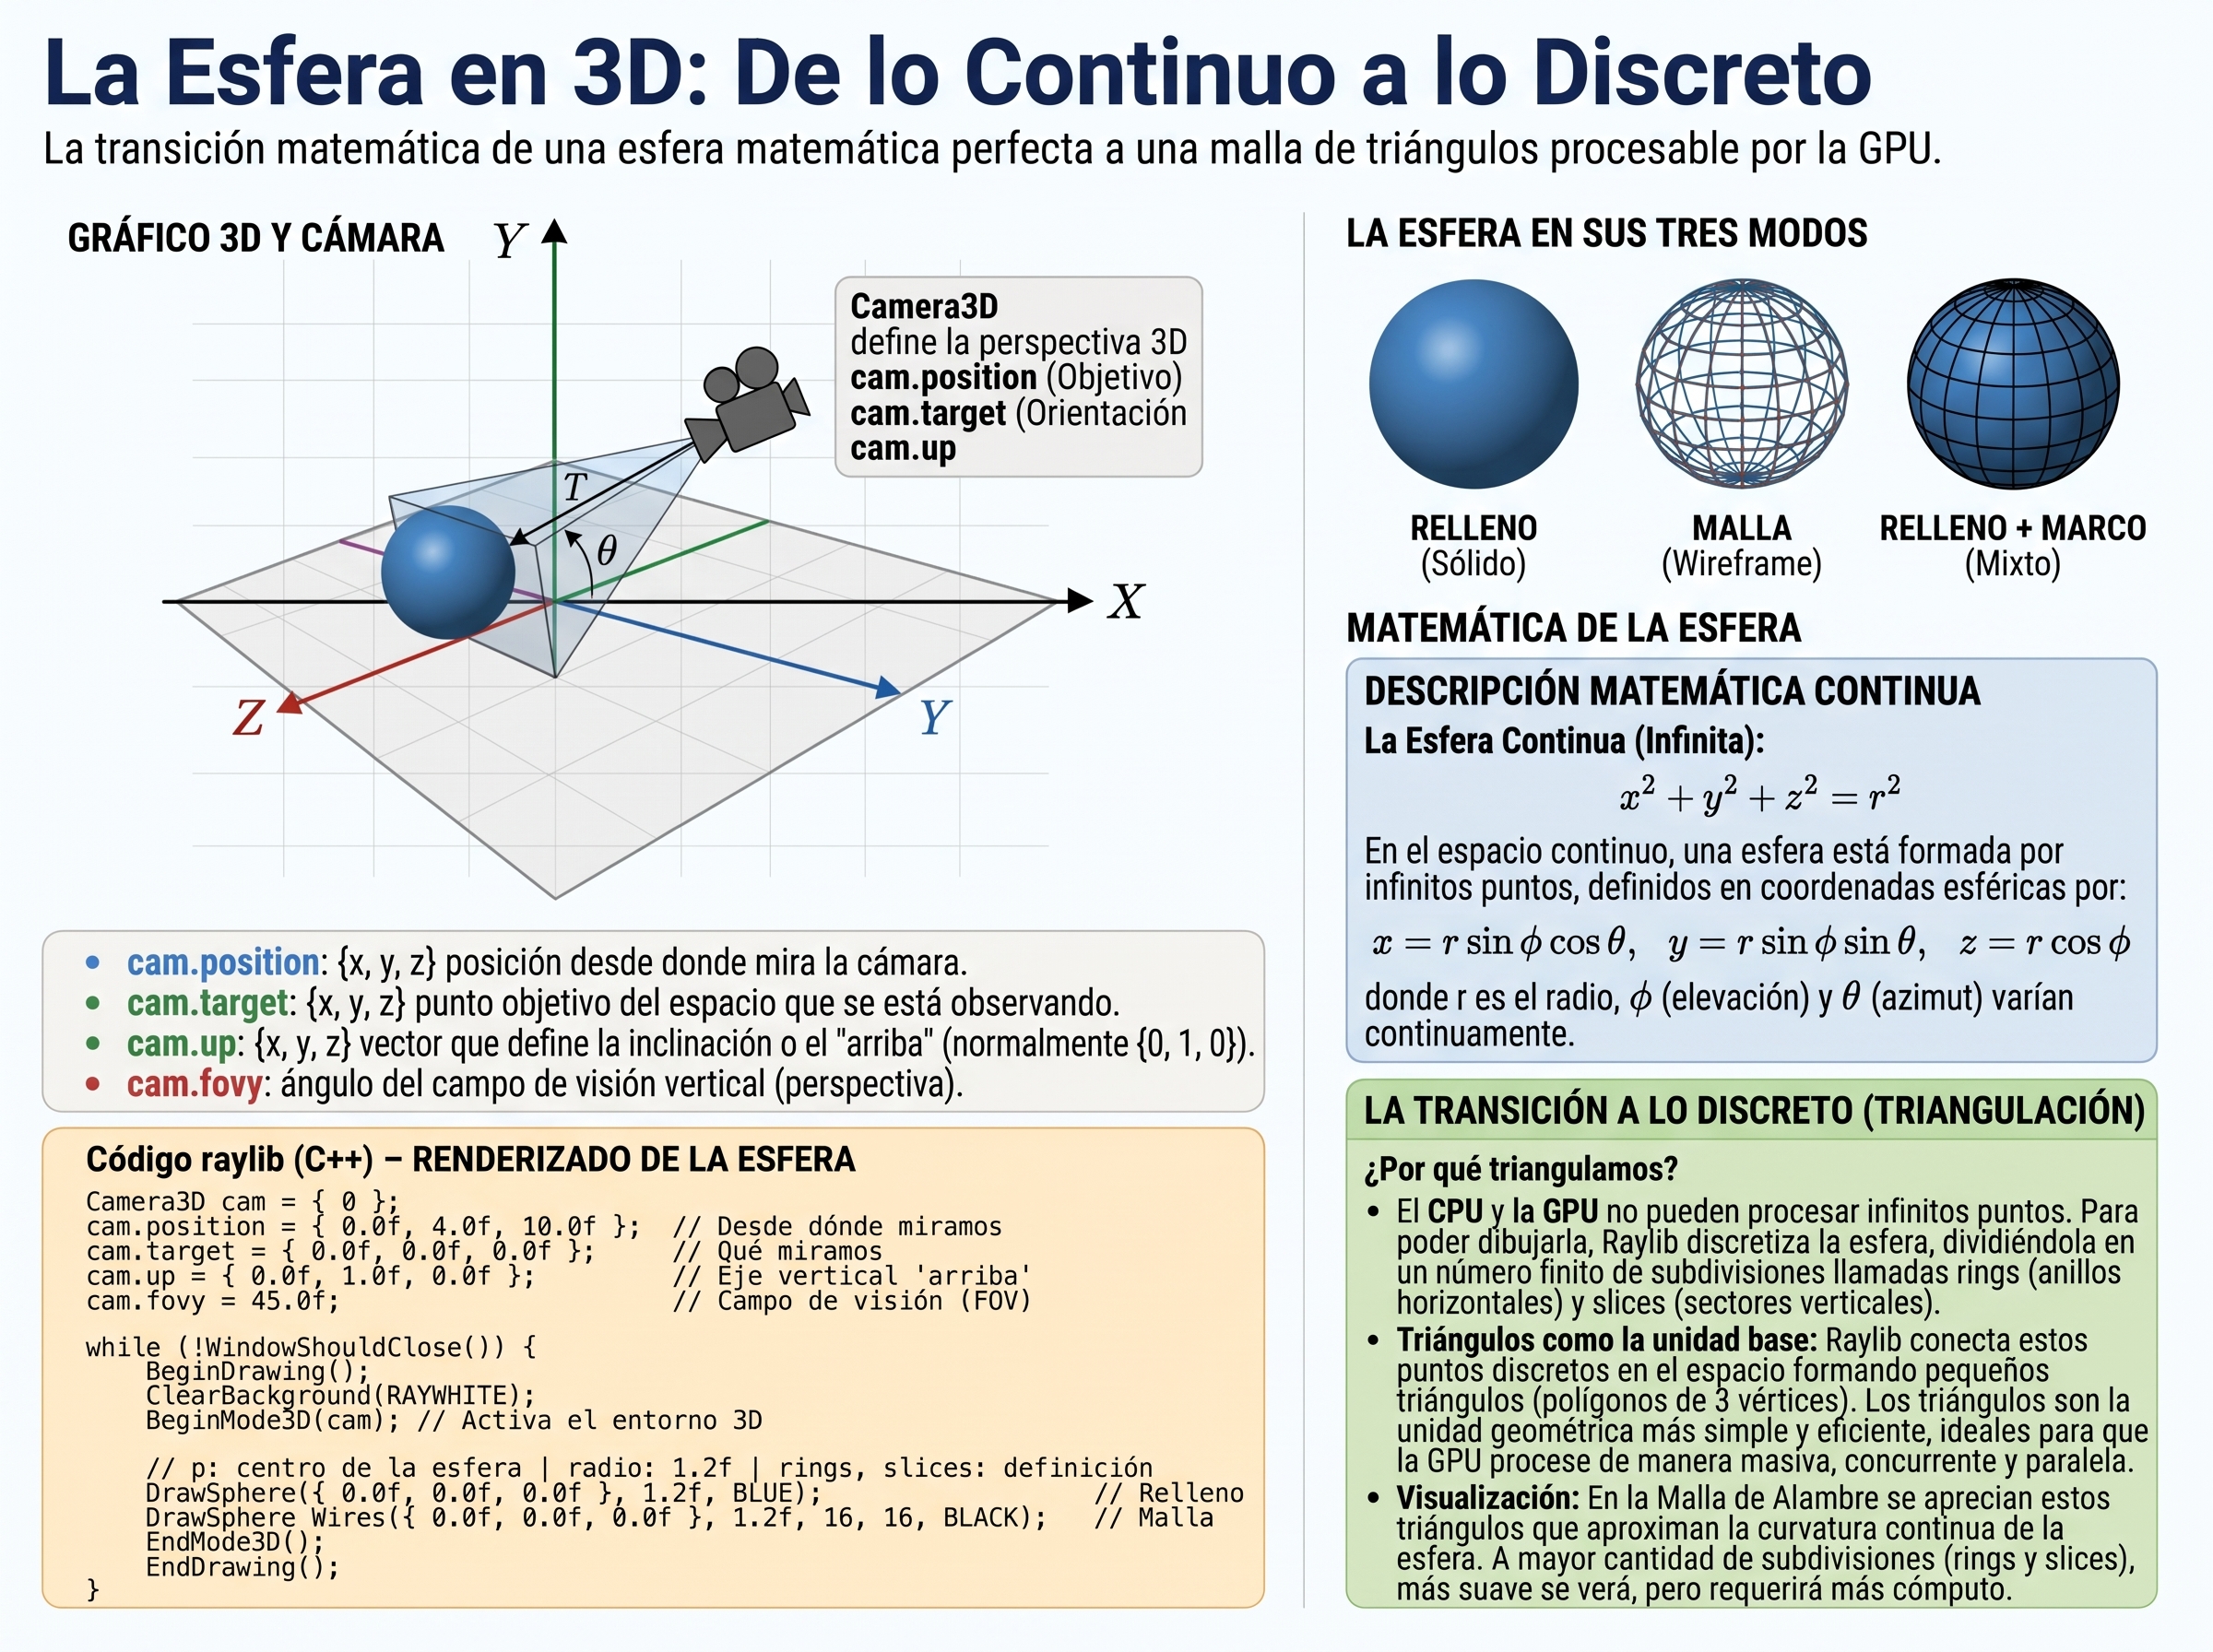 La Esfera en 3D: De lo Continuo a lo Discreto
La transición matemática de una esfera matemática perfecta a una malla de triángulos procesable por la GPU.
GRÁFICO 3D Y CÁMARA
Y
Camera3D
define la perspectiva 3D
cam.position (Objetivo)
cam.target (Orientación
cam.up
T
θ
X
Z
Y
cam.position: {x, y, z} posición desde donde mira la cámara.
cam.target: {x, y, z} punto objetivo del espacio que se está observando.
cam.up: {x, y, z} vector que define la inclinación o el "arriba" (normalmente {0, 1, 0}).
cam.fovy: ángulo del campo de visión vertical (perspectiva).
Código raylib (C++) – RENDERIZADO DE LA ESFERA
Camera3D cam = { 0 };
cam.position = { 0.0f, 4.0f, 10.0f };  // Desde dónde miramos
cam.target = { 0.0f, 0.0f, 0.0f };     // Qué miramos
cam.up = { 0.0f, 1.0f, 0.0f };         // Eje vertical 'arriba'
cam.fovy = 45.0f;                      // Campo de visión (FOV)
while (!WindowShouldClose()) {
    BeginDrawing();
    ClearBackground(RAYWHITE);
    BeginMode3D(cam); // Activa el entorno 3D
    // p: centro de la esfera | radio: 1.2f | rings, slices: definición
    DrawSphere({ 0.0f, 0.0f, 0.0f }, 1.2f, BLUE);                  // Relleno
    DrawSphere Wires({ 0.0f, 0.0f, 0.0f }, 1.2f, 16, 16, BLACK);   // Malla
    EndMode3D();
    EndDrawing();
}
LA ESFERA EN SUS TRES MODOS
RELLENO
(Sólido)
MALLA
(Wireframe)
RELLENO + MARCO
(Mixto)
MATEMÁTICA DE LA ESFERA
DESCRIPCIÓN MATEMÁTICA CONTINUA
La Esfera Continua (Infinita):
x² + y² + z² = r²
En el espacio continuo, una esfera está formada por
infinitos puntos, definidos en coordenadas esféricas por:
x = r sin ϕ cos θ,   y = r sin ϕ sin θ,   z = r cos ϕ
donde r es el radio, ϕ (elevación) y θ (azimut) varían
continuamente.
LA TRANSICIÓN A LO DISCRETO (TRIANGULACIÓN)
¿Por qué triangulamos?
• El CPU y la GPU no pueden procesar infinitos puntos. Para
poder dibujarla, Raylib discretiza la esfera, dividiéndola en
un número finito de subdivisiones llamadas rings (anillos
horizontales) y slices (sectores verticales).
• Triángulos como la unidad base: Raylib conecta estos
puntos discretos en el espacio formando pequeños
triángulos (polígonos de 3 vértices). Los triángulos son la
unidad geométrica más simple y eficiente, ideales para que
la GPU procese de manera masiva, concurrente y paralela.
• Visualización: En la Malla de Alambre se aprecian estos
triángulos que aproximan la curvatura continua de la
esfera. A mayor cantidad de subdivisiones (rings y slices),
más suave se verá, pero requerirá más cómputo.